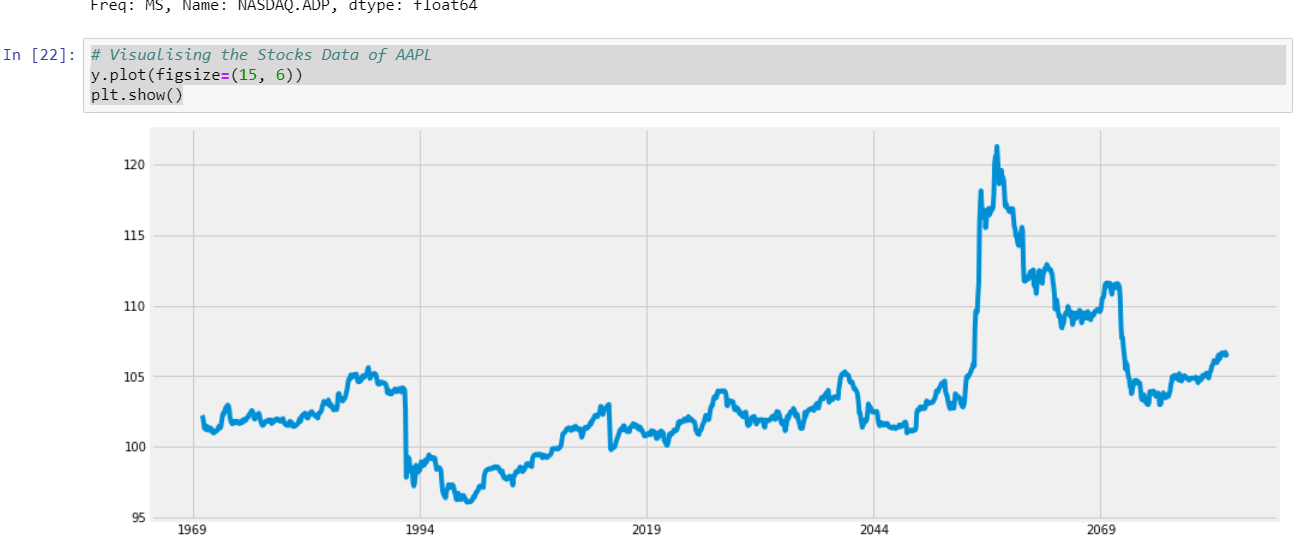 Freq: MS, Name: NASDAQ.ADP, dtype: float64
In [22]: # Visualising the Stocks Data of AAPL
y.plot(figsize=(15, 6))
plt.show()
120
115
110
105
100
95
1969 1994 2019 2044 2069